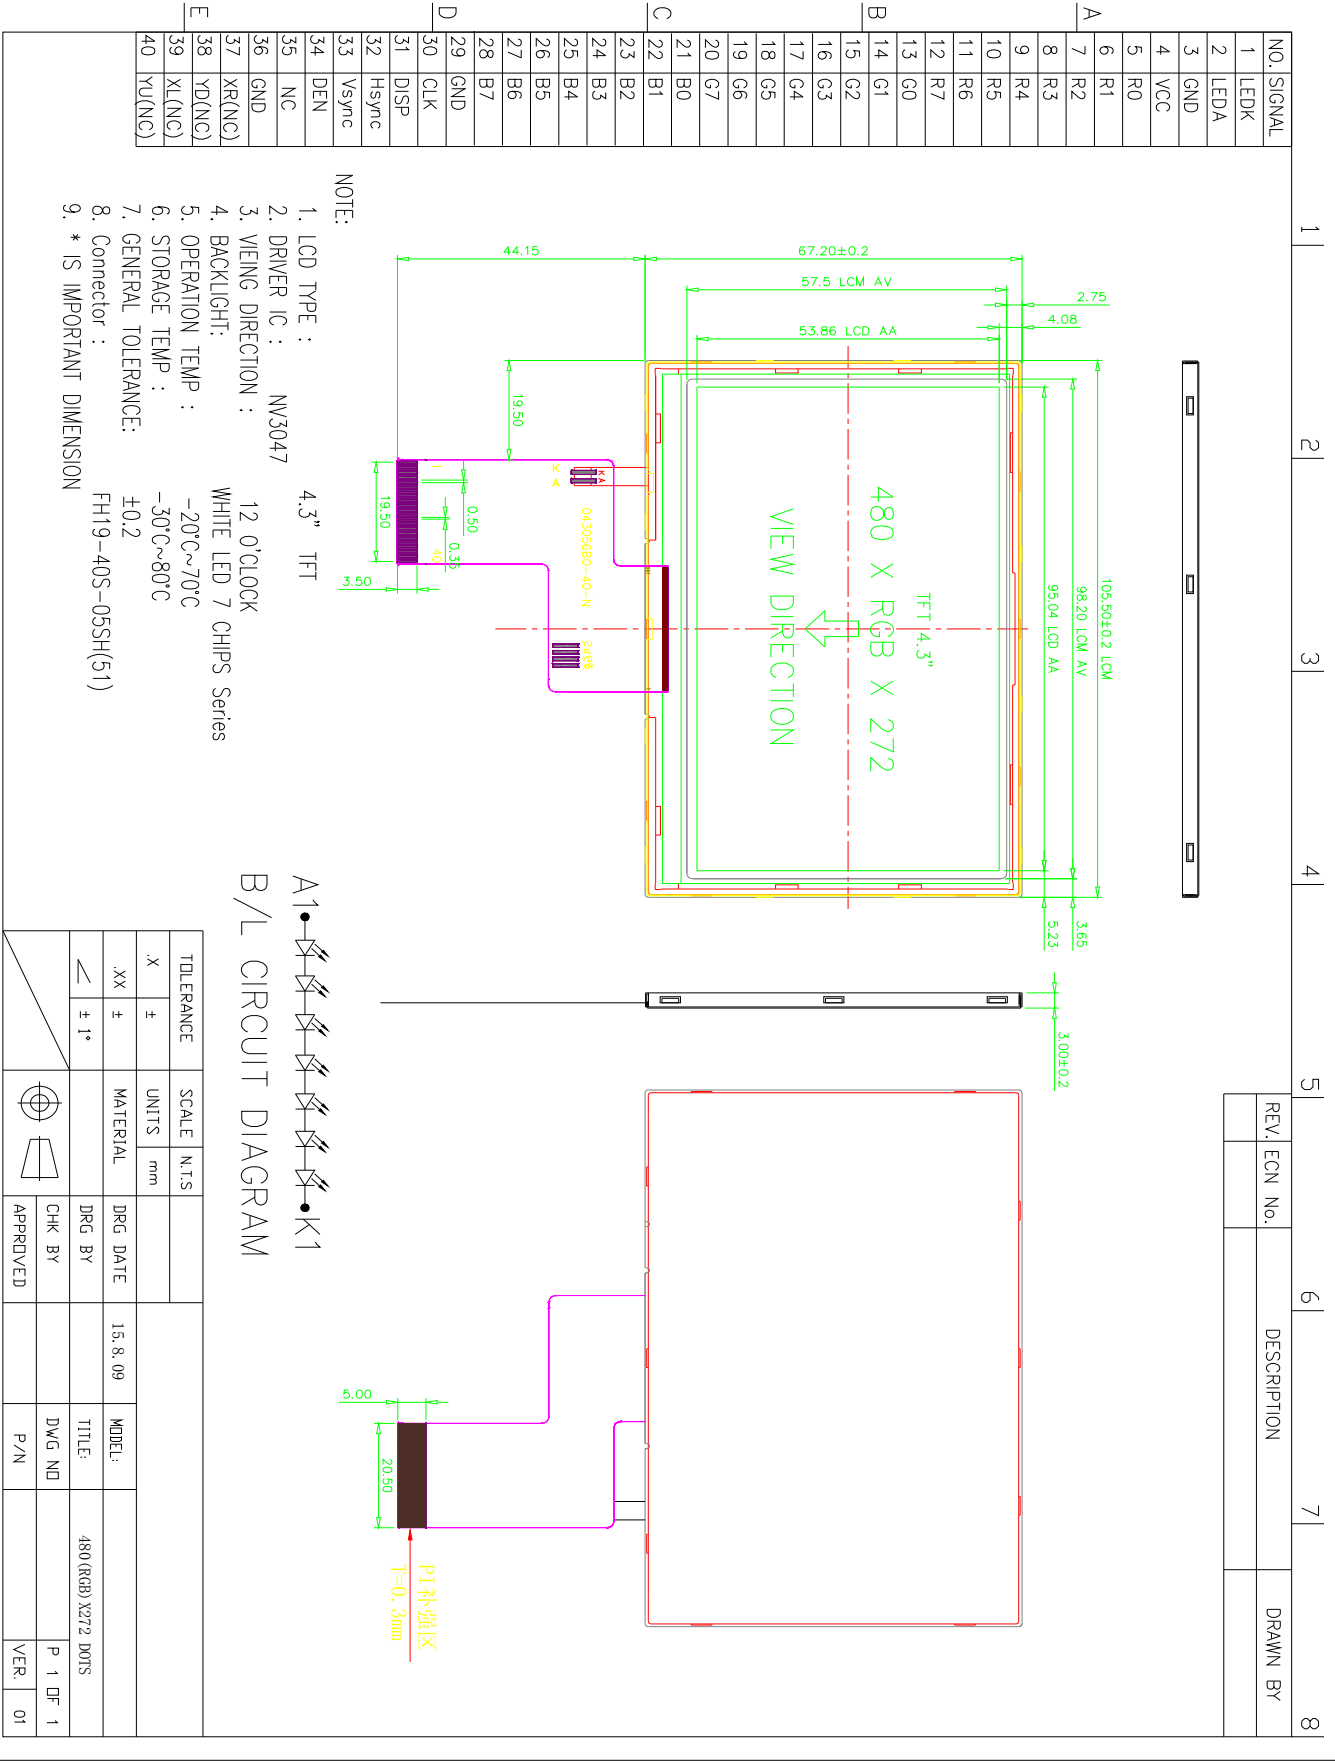 1 2 3 4 5 6 7 8
A
B
C
D
E
NO. SIGNAL
1 LEDK
2 LEDA
3 GND
4 VCC
5 R0
6 R1
7 R2
8 R3
9 R4
10 R5
11 R6
12 R7
13 G0
14 G1
15 G2
16 G3
17 G4
18 G5
19 G6
20 G7
21 B0
22 B1
23 B2
24 B3
25 B4
26 B5
27 B6
28 B7
29 GND
30 CLK
31 DISP
32 Hsync
33 Vsync
34 DEN
35 NC
36 GND
37 XR(NC)
38 YD(NC)
39 XL(NC)
40 YU(NC)
REV. ECN No. DESCRIPTION DRAWN BY
105.50±0.2 LCM
98.20 LCM AV
95.04 LCD AA
3.65
5.23
2.75
4.08
67.20±0.2
57.5 LCM AV
53.86 LCD AA
44.15
3.00±0.2
TFT 4.3"
480 X RGB X 272
VIEW DIRECTION
K A
K A
043056B0-40-N
19.50
0.50
0.35
1 40
19.50
3.50
5.00
20.50
PI补强区
T=0.3mm
NOTE:
1. LCD TYPE : 4.3" TFT
2. DRIVER IC : NV3047
3. VIEING DIRECTION : 12 O'CLOCK
4. BACKLIGHT: WHITE LED 7 CHIPS Series
5. OPERATION TEMP : -20°C~70°C
6. STORAGE TEMP : -30°C~80°C
7. GENERAL TOLERANCE: ±0.2
8. Connector : FH19-40S-05SH(51)
9. * IS IMPORTANT DIMENSION
A1 K1
B/L CIRCUIT DIAGRAM
TOLERANCE SCALE N.T.S
.X ± UNITS mm
.XX ± MATERIAL DRG DATE 15.8.09 MODEL:
∠ ± 1° DRG BY TITLE: 480(RGB)X272 DOTS
CHK BY DWG NO P 1 OF 1
APPROVED P/N VER. 01